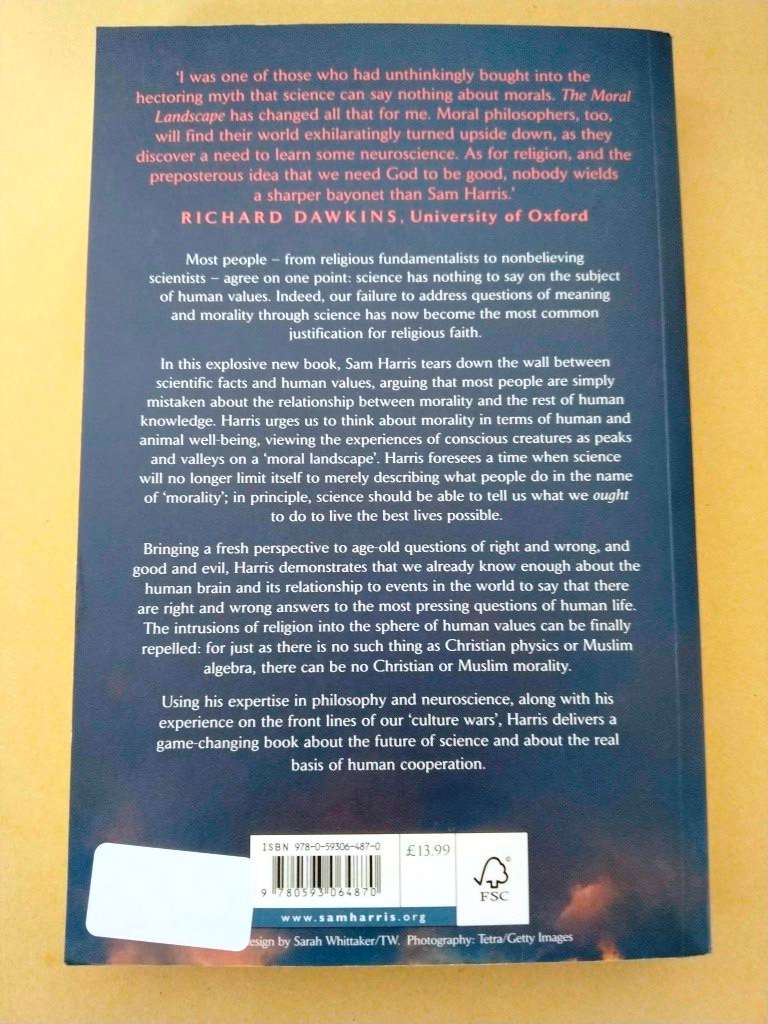 ‘I was one of those who had unthinkingly bought into the
hectoring myth that science can say nothing about morals. The Moral
Landscape has changed all that for me. Moral philosophers, too,
will find their world exhilaratingly turned upside down, as they
discover a need to learn some neuroscience. As for religion, and the
preposterous idea that we need God to be good, nobody wields
a sharper bayonet than Sam Harris.’
RICHARD DAWKINS, University of Oxford
Most people – from religious fundamentalists to nonbelieving
scientists – agree on one point: science has nothing to say on the subject
of human values. Indeed, our failure to address questions of meaning
and morality through science has now become the most common
justification for religious faith.
In this explosive new book, Sam Harris tears down the wall between
scientific facts and human values, arguing that most people are simply
mistaken about the relationship between morality and the rest of human
knowledge. Harris urges us to think about morality in terms of human and
animal well-being, viewing the experiences of conscious creatures as peaks
and valleys on a ‘moral landscape’. Harris foresees a time when science
will no longer limit itself to merely describing what people do in the name
of ‘morality’; in principle, science should be able to tell us what we ought
to do to live the best lives possible.
Bringing a fresh perspective to age-old questions of right and wrong, and
good and evil, Harris demonstrates that we already know enough about the
human brain and its relationship to events in the world to say that there
are right and wrong answers to the most pressing questions of human life.
The intrusions of religion into the sphere of human values can be finally
repelled: for just as there is no such thing as Christian physics or Muslim
algebra, there can be no Christian or Muslim morality.
Using his expertise in philosophy and neuroscience, along with his
experience on the front lines of our ‘culture wars’, Harris delivers a
game-changing book about the future of science and about the real
basis of human cooperation.
ISBN 978-0-59306-487-0
£13.99
9 780593 064870
FSC
www.samharris.org
esign by Sarah Whittaker/TW. Photography: Tetra/Getty Images